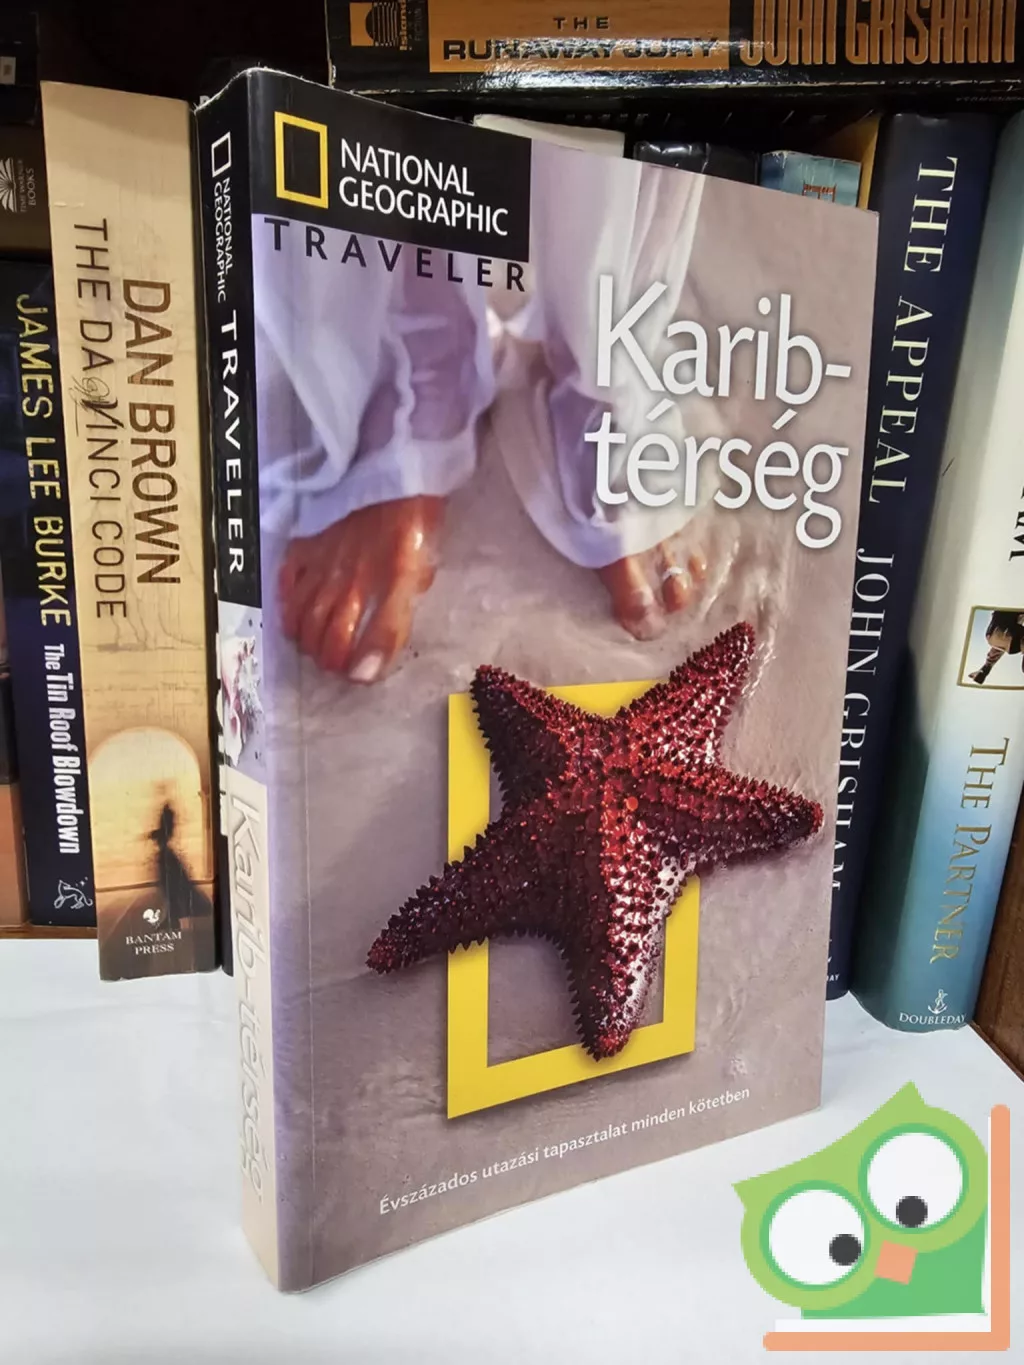 THE
RUNAWAY JURY
JOHN GRISHAM
Island
NATIONAL
GEOGRAPHIC
TRAVELER
Karib-
térség
Évszázados utazási tapasztalat minden kötetben
NATIONAL
GEOGRAPHIC
TRAVELER
Karib-térség
DAN BROWN
THE DA VINCI CODE
BANTAM
PRESS
JAMES LEE BURKE
The Tin Roof Blowdown
THE APPEAL
JOHN GRISHAM
THE PARTNER
DOUBLEDAY